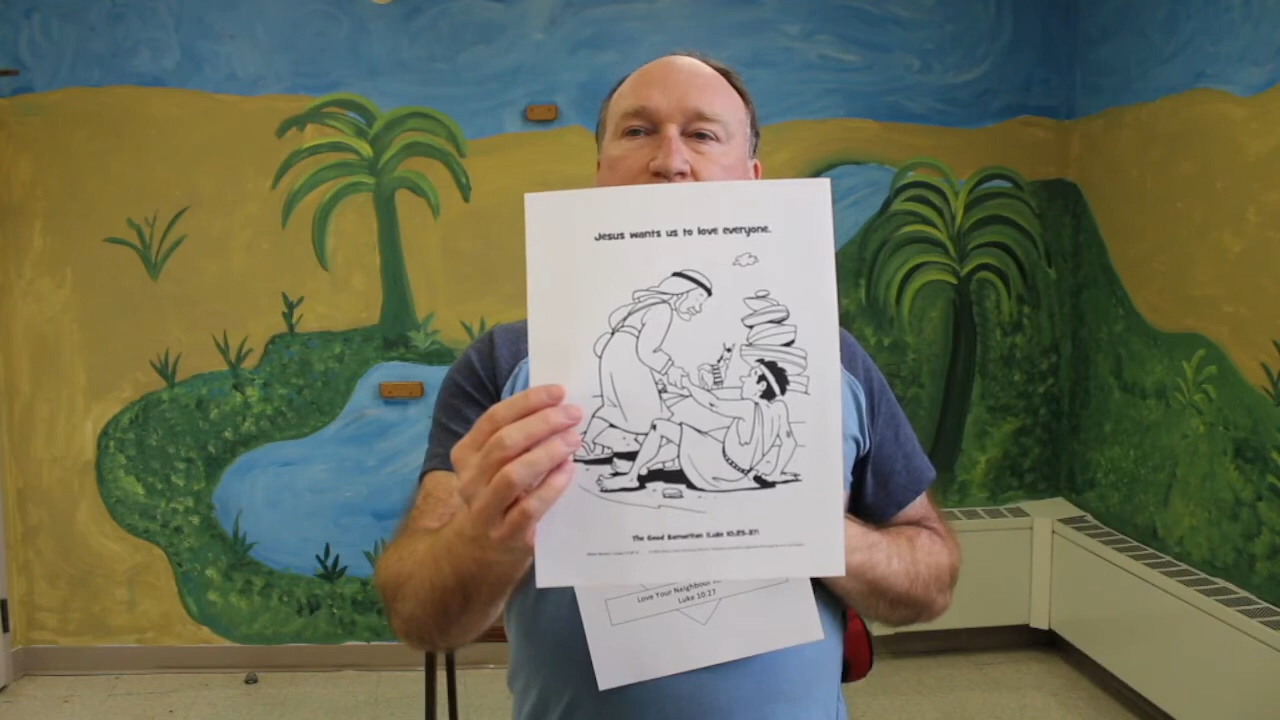 Jesus wants us to love everyone.
The Good Samaritan (Luke 10:25-37)
Love Your Neighbour
Luke 10:27